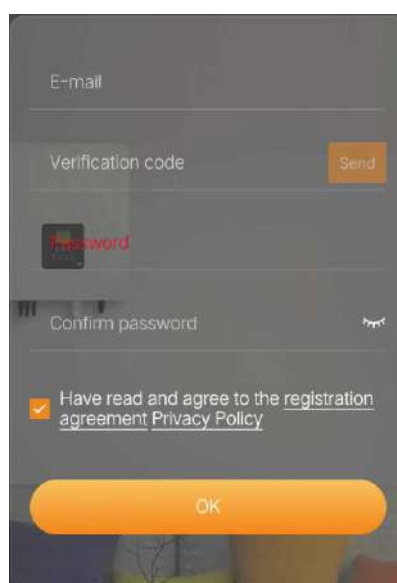 E-mail
Verification code
Send
Password
Confirm password
Have read and agree to the registration
agreement Privacy Policy
OK